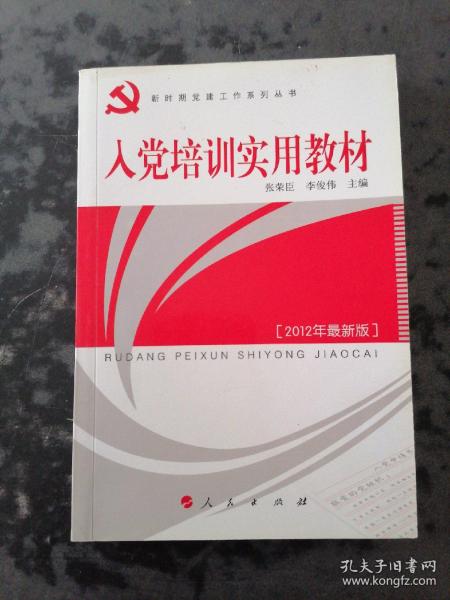 新时期党建工作系列丛书
入党培训实用教材
张荣臣 李俊伟 主编
[2012年最新版]
RUDANG PEIXUN SHIYONG JIAOCAI
人民出版社
孔夫子旧书网
www.kongfz.com